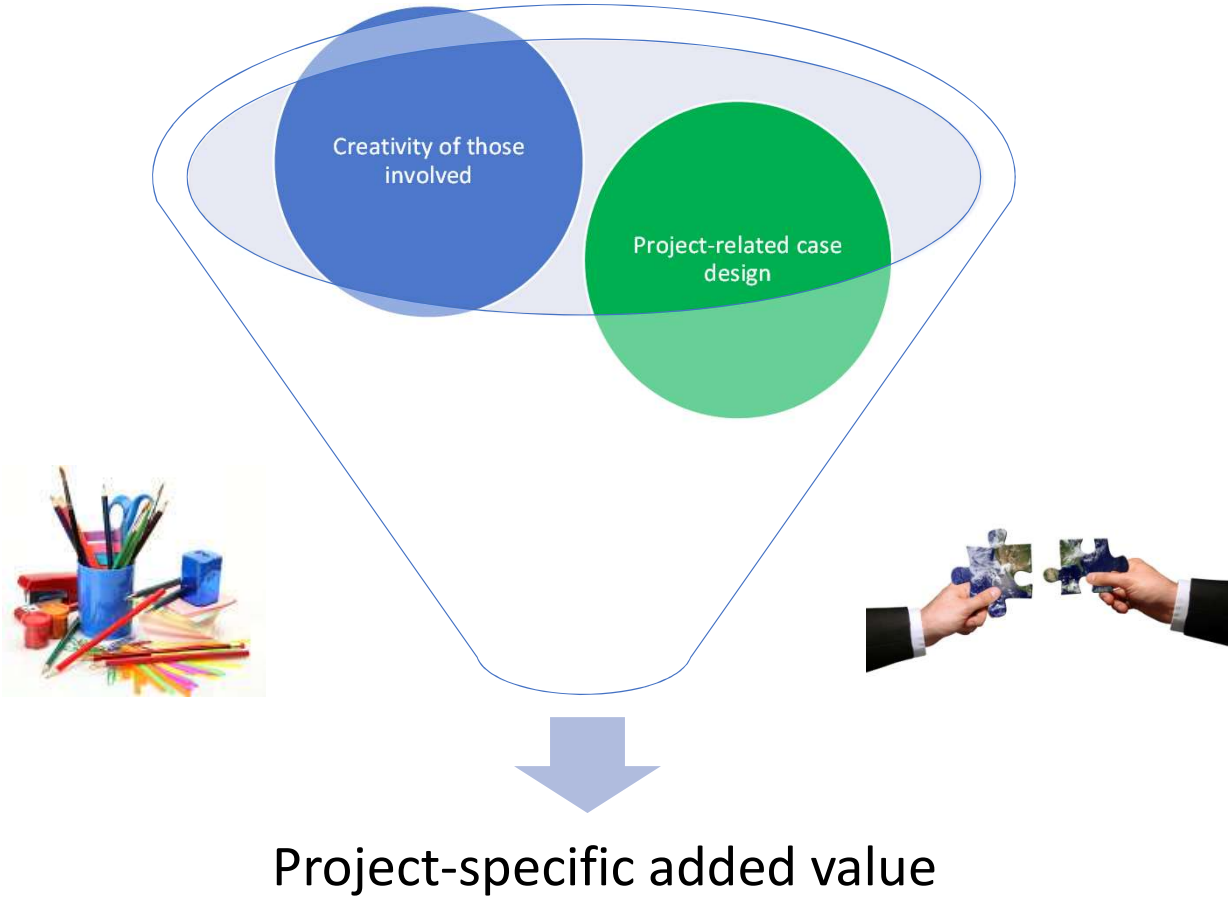 Creativity of those
involved
Project-related case
design
Project-specific added value